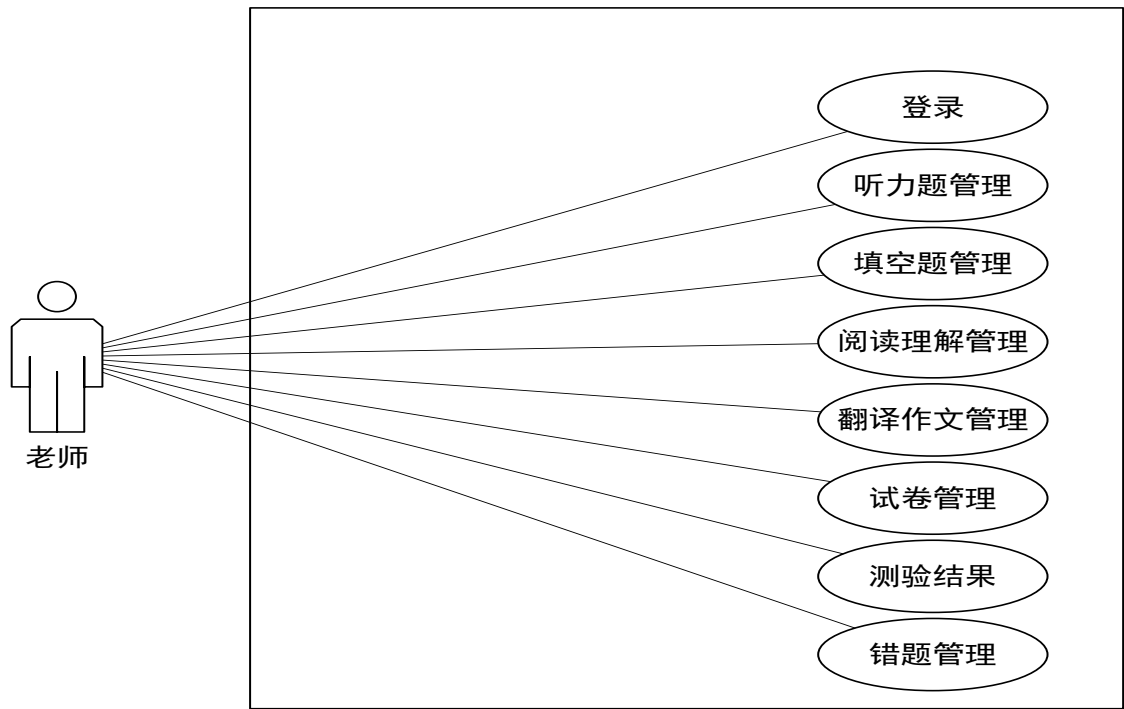 登录
听力题管理
填空题管理
阅读理解管理
翻译作文管理
老师
试卷管理
测验结果
错题管理